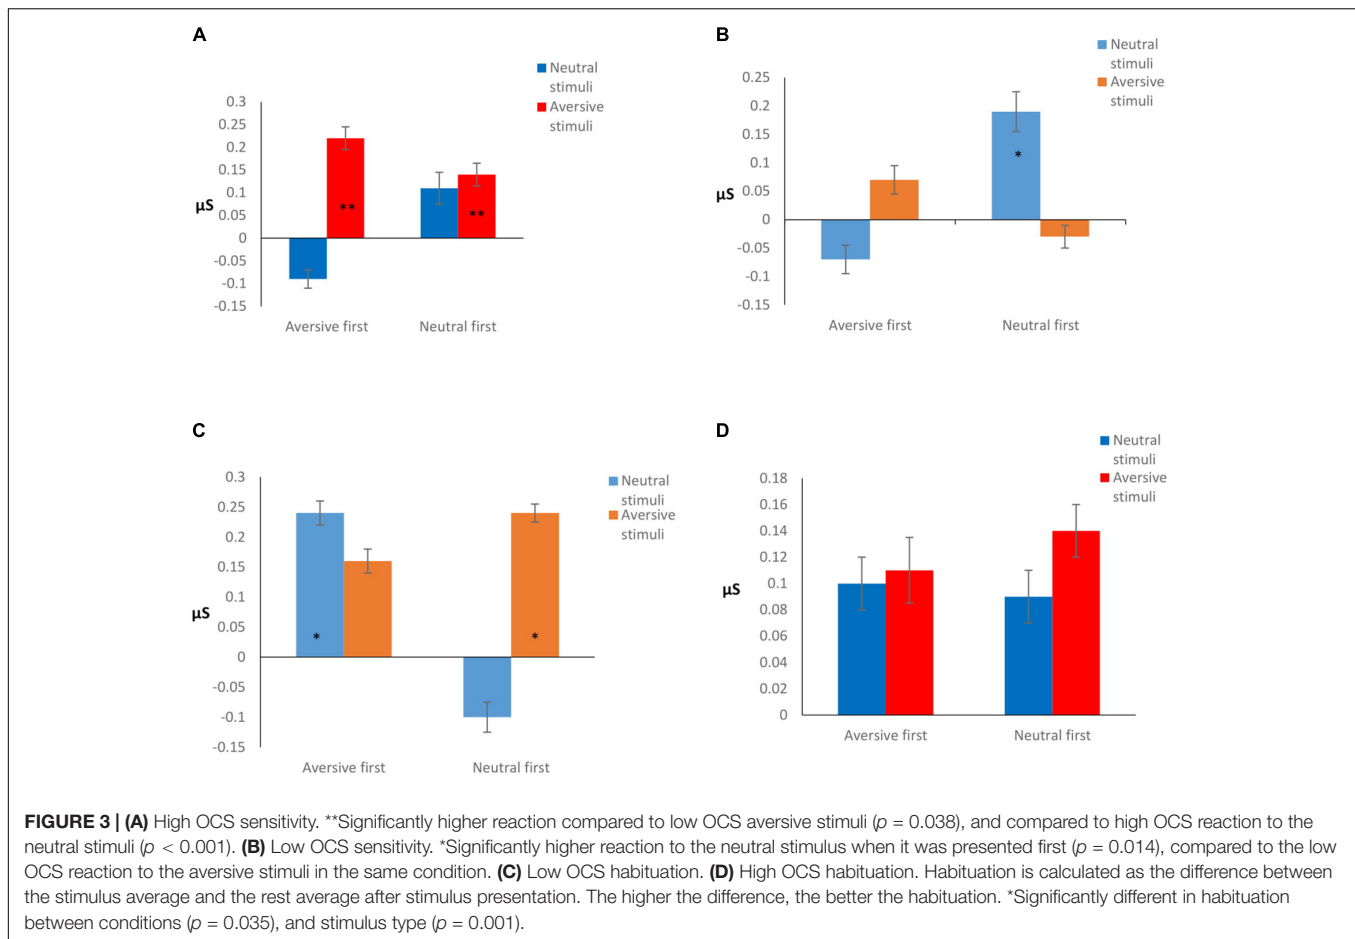 A
Neutral
stimuli
Aversive
stimuli
0.3
0.25
0.2
0.15
0.1
0.05
0
-0.05
-0.1
-0.15
µS
**
**
Aversive first
Neutral first
B
Neutral
stimuli
Aversive
stimuli
0.25
0.2
0.15
0.1
0.05
0
-0.05
-0.1
-0.15
µS
*
Aversive first
Neutral first
C
Neutral
stimuli
Aversive
stimuli
0.3
0.25
0.2
0.15
0.1
0.05
0
-0.05
-0.1
-0.15
µS
*
*
Aversive first
Neutral first
D
Neutral
stimuli
Aversive
stimuli
0.18
0.16
0.14
0.12
0.1
0.08
0.06
0.04
0.02
0
µS
Aversive first
Neutral first
FIGURE 3 | (A) High OCS sensitivity. **Significantly higher reaction compared to low OCS aversive stimuli (p = 0.038), and compared to high OCS reaction to the
neutral stimuli (p < 0.001). (B) Low OCS sensitivity. *Significantly higher reaction to the neutral stimulus when it was presented first (p = 0.014), compared to the low
OCS reaction to the aversive stimuli in the same condition. (C) Low OCS habituation. (D) High OCS habituation. Habituation is calculated as the difference between
the stimulus average and the rest average after stimulus presentation. The higher the difference, the better the habituation. *Significantly different in habituation
between conditions (p = 0.035), and stimulus type (p = 0.001).